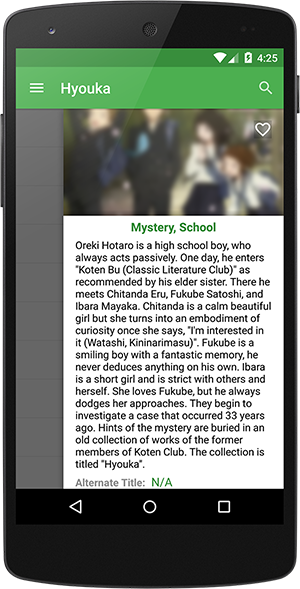 4:25
Hyouka
Mystery, School
Oreki Hotaro is a high school boy, who
always acts passively. One day, he enters
"Koten Bu (Classic Literature Club)" as
recommended by his elder sister. There he
meets Chitanda Eru, Fukube Satoshi, and
Ibara Mayaka. Chitanda is a calm beautiful
girl but she turns into an embodiment of
curiosity once she says, "I'm interested in
it (Watashi, Kininarimasu)". Fukube is a
smiling boy with a fantastic memory, he
never deduces anything on his own. Ibara
is a short girl and is strict with others and
herself. She loves Fukube, but he always
dodges her approaches. They begin to
investigate a case that occurred 33 years
ago. Hints of the mystery are buried in an
old collection of works of the former
members of Koten Club. The collection is
titled "Hyouka".
Alternate Title: N/A